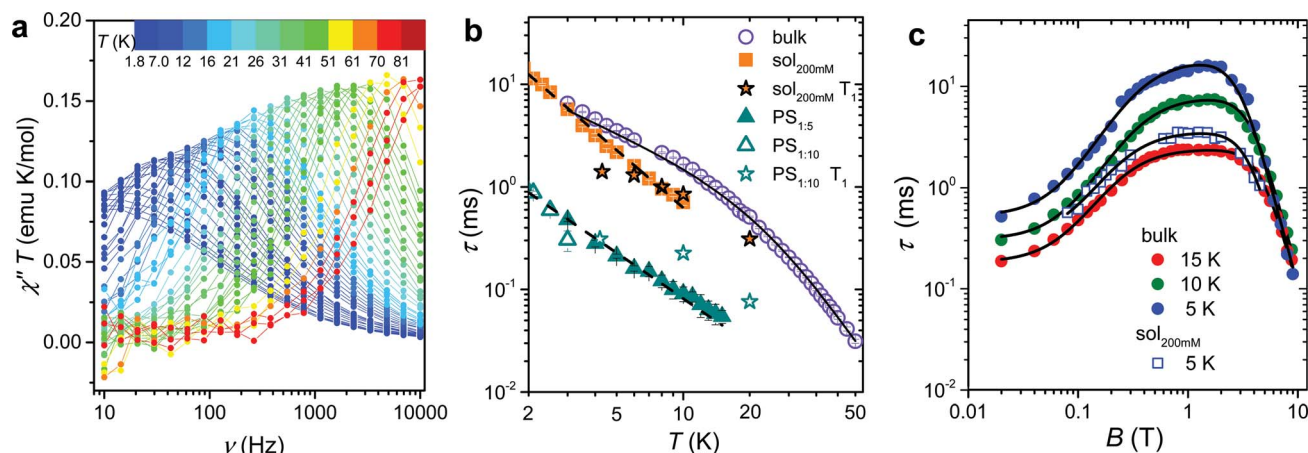 a
T (K)
1.8 7.0 12 16 21 26 31 41 51 61 70 81
0.20
0.15
0.10
0.05
0.00
χ'' T (emu K/mol)
10 100 1000 10000
ν (Hz)
b
bulk
sol200mM
sol200mM T1
PS1:5
PS1:10
PS1:10 T1
10¹
10⁰
10⁻¹
10⁻²
τ (ms)
2 5 10 20 50
T (K)
c
10¹
10⁰
10⁻¹
10⁻²
τ (ms)
bulk
15 K
10 K
5 K
sol200mM
5 K
0.01 0.1 1 10
B (T)